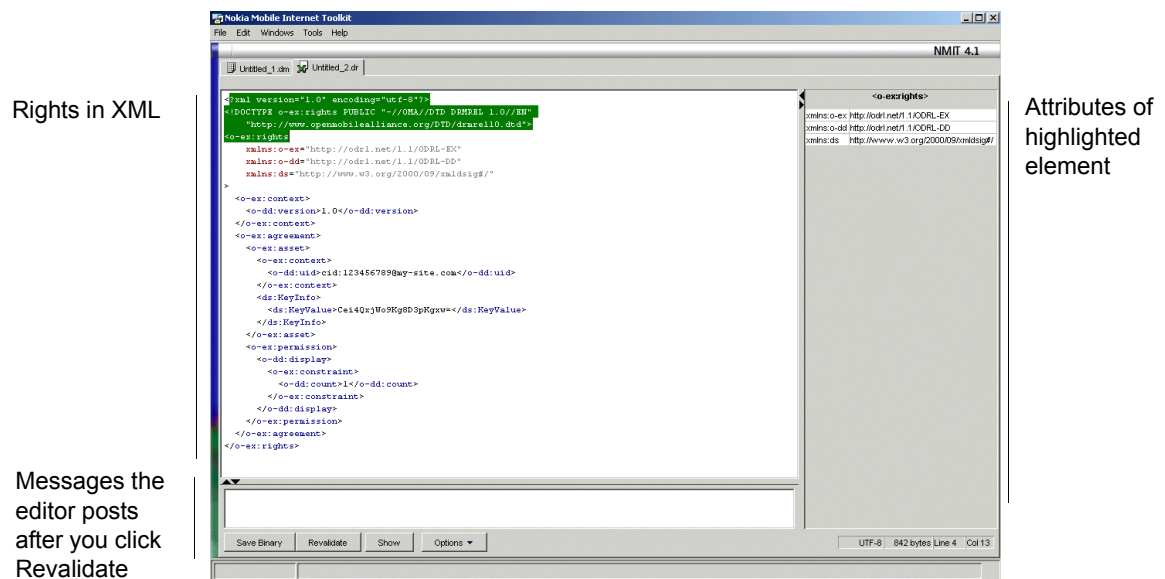 Nokia Mobile Internet Toolkit
File Edit Windows Tools Help
NMIT 4.1
Untitled_1.dm Untitled_2.dr
Rights in XML
<?xml version="1.0" encoding="utf-8"?>
<!DOCTYPE o-ex:rights PUBLIC "-//OMA//DTD DRMREL 1.0//EN"
"http://www.openmobilealliance.org/DTD/drmrel10.dtd">
<o-ex:rights
xmlns:o-ex="http://odrl.net/1.1/ODRL-EX"
xmlns:o-dd="http://odrl.net/1.1/ODRL-DD"
xmlns:ds="http://www.w3.org/2000/09/xmldsig#/"
>
<o-ex:context>
<o-dd:version>1.0</o-dd:version>
</o-ex:context>
<o-ex:agreement>
<o-ex:asset>
<o-ex:context>
<o-dd:uid>cid:123456789@my-site.com</o-dd:uid>
</o-ex:context>
<ds:KeyInfo>
<ds:KeyValue>Cei4QxjWo9Kg8D3pKgxw=</ds:KeyValue>
</ds:KeyInfo>
</o-ex:asset>
<o-ex:permission>
<o-dd:display>
<o-ex:constraint>
<o-dd:count>1</o-dd:count>
</o-ex:constraint>
</o-dd:display>
</o-ex:permission>
</o-ex:agreement>
</o-ex:rights>
<o-ex:rights>
xmlns:o-ex http://odrl.net/1.1/ODRL-EX
xmlns:o-dd http://odrl.net/1.1/ODRL-DD
xmlns:ds http://www.w3.org/2000/09/xmldsig#/
Attributes of
highlighted
element
Messages the
editor posts
after you click
Revalidate
Save Binary Revalidate Show Options
UTF-8 842 bytes Line 4 Col 13